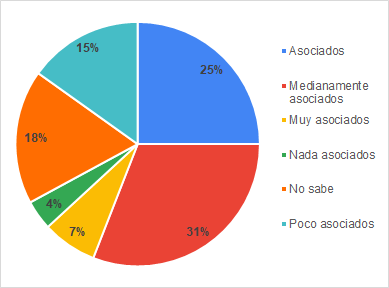 25%
31%
7%
4%
18%
15%
Asociados
Medianamente
asociados
Muy asociados
Nada asociados
No sabe
Poco asociados